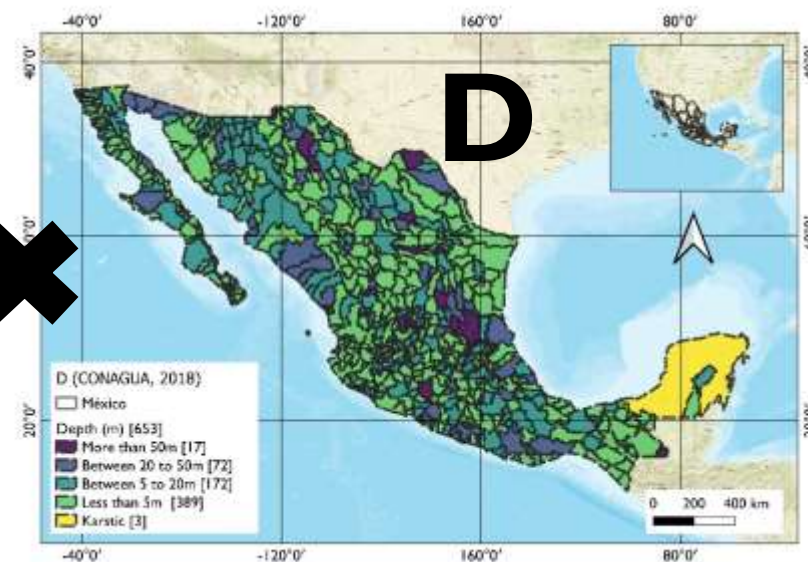 -40°0' -120°0' 160°0' 80°0'
D
D (CONAGUA, 2018)
México
Depth (m) [653]
More than 50m [17]
Between 20 to 50m [72]
Between 5 to 20m [172]
Less than 5m [389]
Karstic [3]
20°0'
0 200 400 km
-40°0' -120°0' 160°0' 80°0'